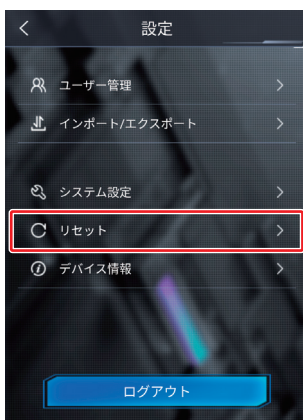 設定
ユーザー管理
インポート/エクスポート
システム設定
リセット
デバイス情報
ログアウト